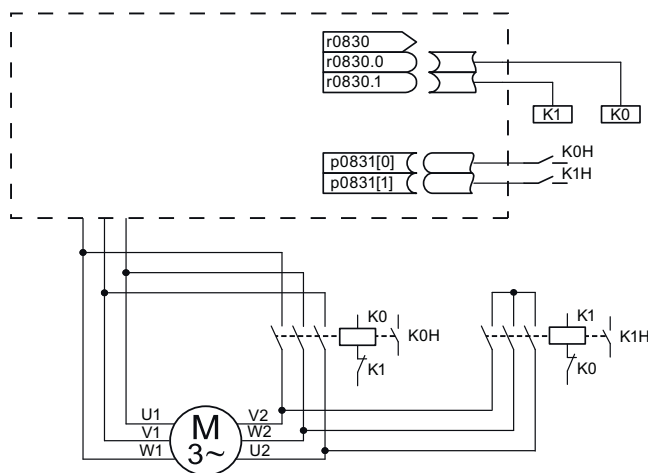 r0830
r0830.0
r0830.1
K1
K0
p0831[0]
K0H
p0831[1]
K1H
K0
K0H
K1
K1
K1H
K0
U1
V2
V1
M
W2
W1
3~
U2